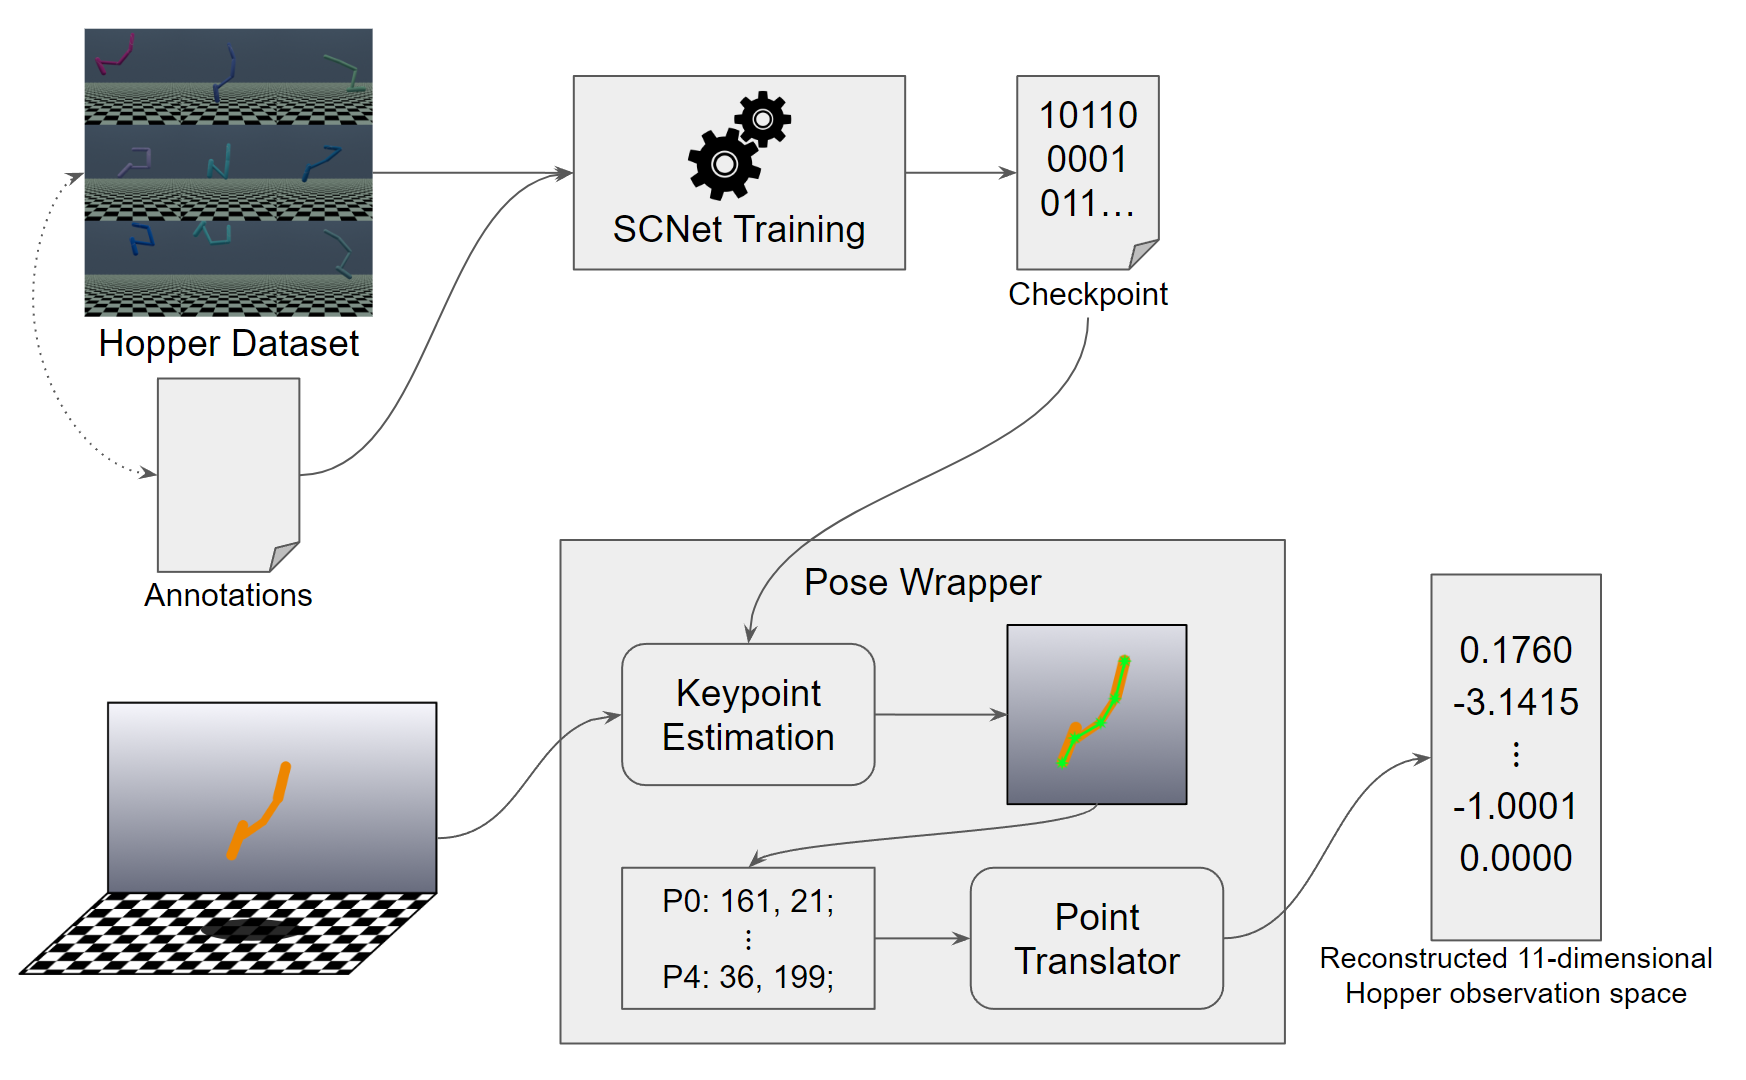 Hopper Dataset
Annotations
SCNet Training
10110
0001
011…
Checkpoint
Pose Wrapper
Keypoint
Estimation
P0: 161, 21;
⋮
P4: 36, 199;
Point
Translator
0.1760
-3.1415
⋮
-1.0001
0.0000
Reconstructed 11-dimensional
Hopper observation space